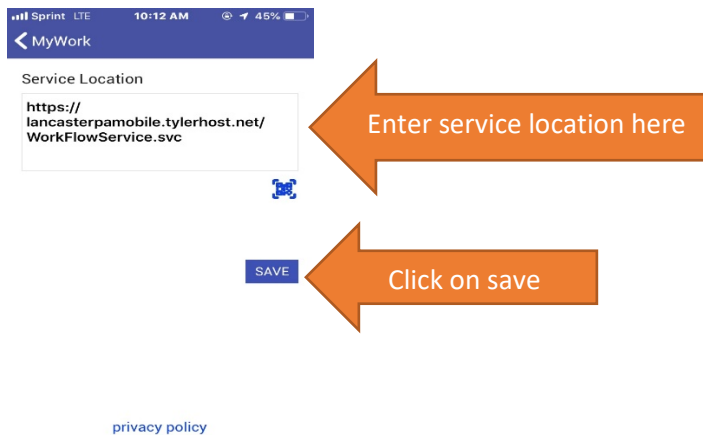 Sprint LTE 10:12 AM 45%
MyWork
Service Location
https://
lancasterpamobile.tylerhost.net/
WorkFlowService.svc
Enter service location here
SAVE
Click on save
privacy policy